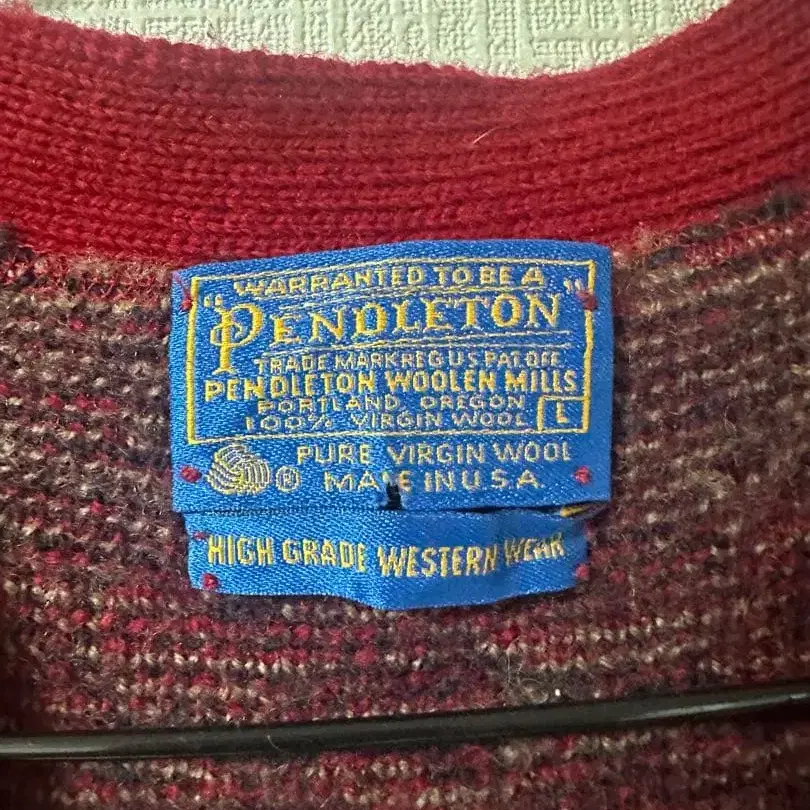 WARRANTED TO BE A
"PENDLETON"
TRADE MARK REG US PAT OFF.
PENDLETON WOOLEN MILLS
PORTLAND, OREGON
100% VIRGIN WOOL L
® PURE VIRGIN WOOL
MADE IN U S A
HIGH GRADE WESTERN WEAR